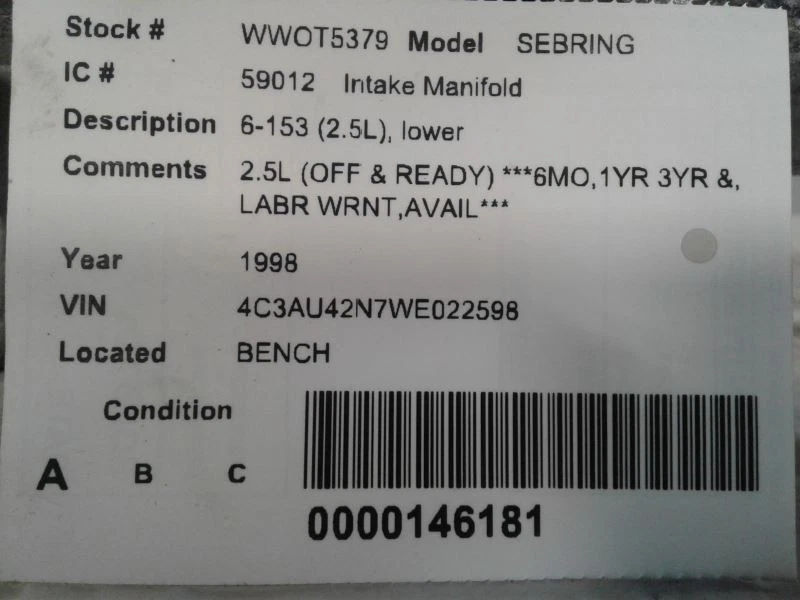 Stock # WWOT5379 Model SEBRING
IC # 59012 Intake Manifold
Description 6-153 (2.5L), lower
Comments 2.5L (OFF & READY) ***6MO,1YR 3YR &,
LABR WRNT,AVAIL***
Year 1998
VIN 4C3AU42N7WE022598
Located BENCH
Condition
A B C
0000146181